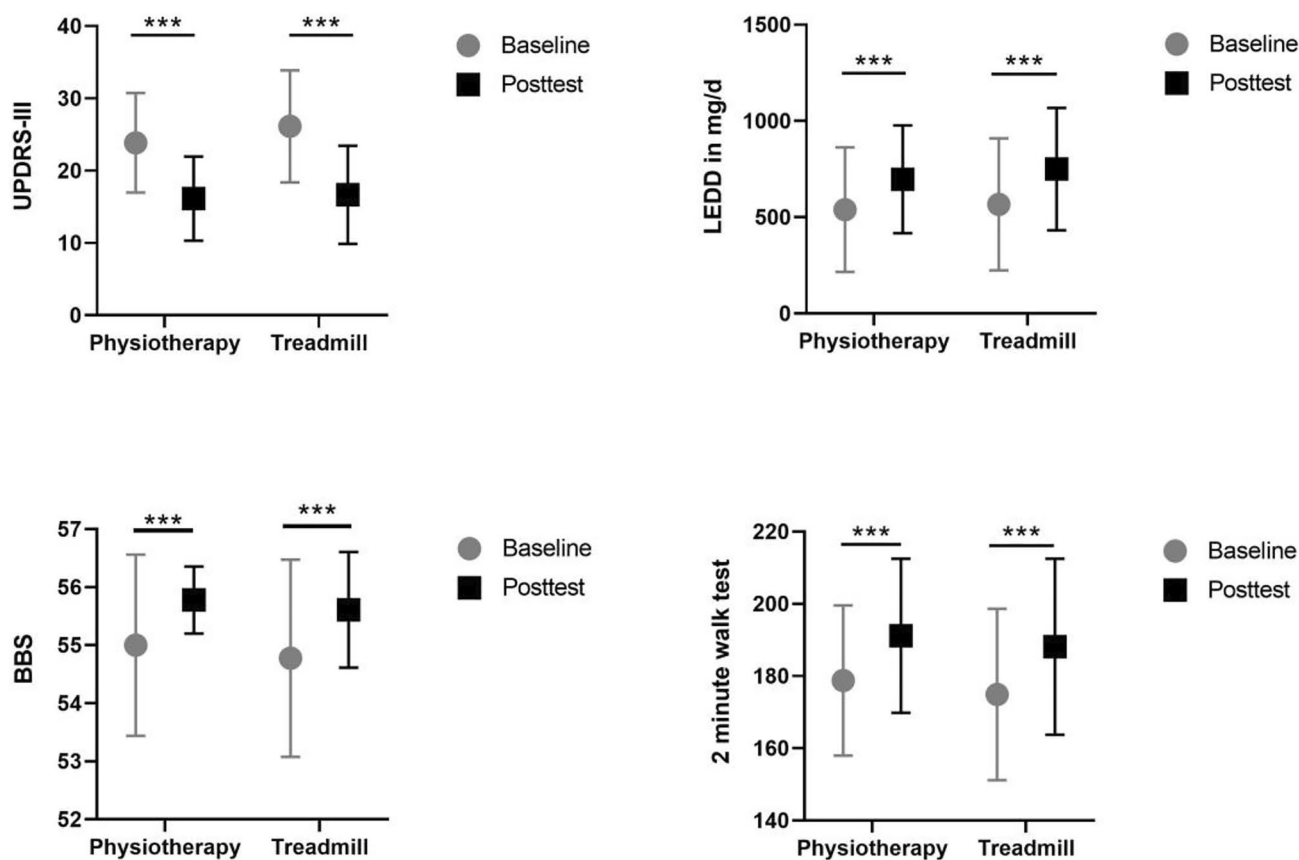 UPDRS-III
40
30
20
10
0
***
***
Physiotherapy
Treadmill
Baseline
Posttest
LEDD in mg/d
1500
1000
500
0
***
***
Physiotherapy
Treadmill
Baseline
Posttest
BBS
57
56
55
54
53
52
***
***
Physiotherapy
Treadmill
Baseline
Posttest
2 minute walk test
220
200
180
160
140
***
***
Physiotherapy
Treadmill
Baseline
Posttest